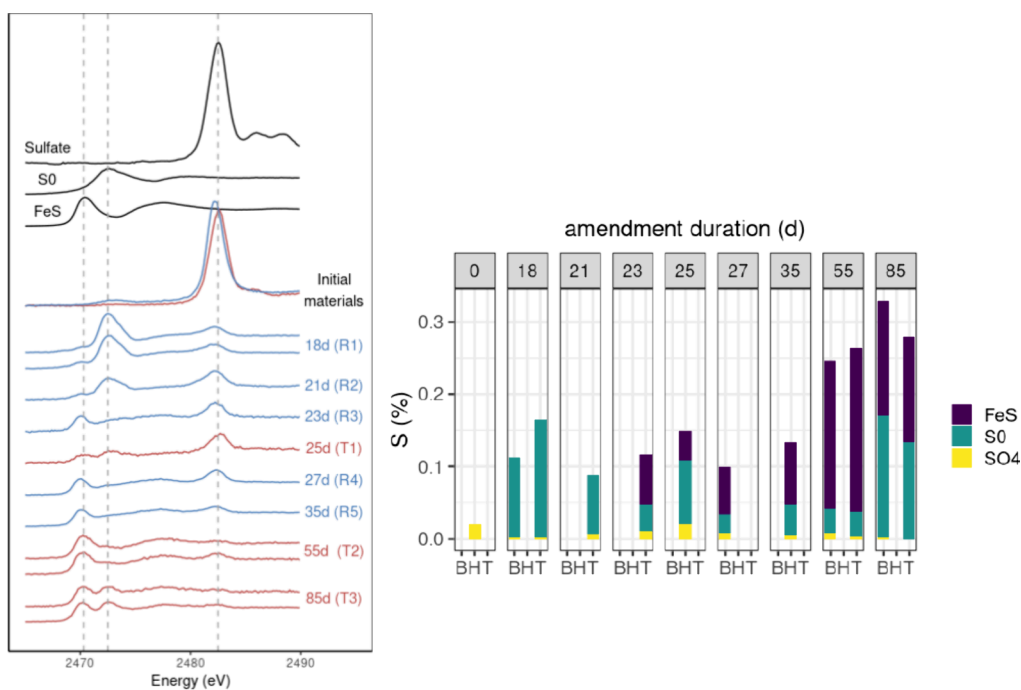 Sulfate
S0
FeS
Initial
materials
18d (R1)
21d (R2)
23d (R3)
25d (T1)
27d (R4)
35d (R5)
55d (T2)
85d (T3)
2470 2480 2490
Energy (eV)
amendment duration (d)
0 18 21 23 25 27 35 55 85
S (%)
0.3
0.2
0.1
0.0
BHT BHT BHT BHT BHT BHT BHT BHT BHT
FeS
S0
SO4